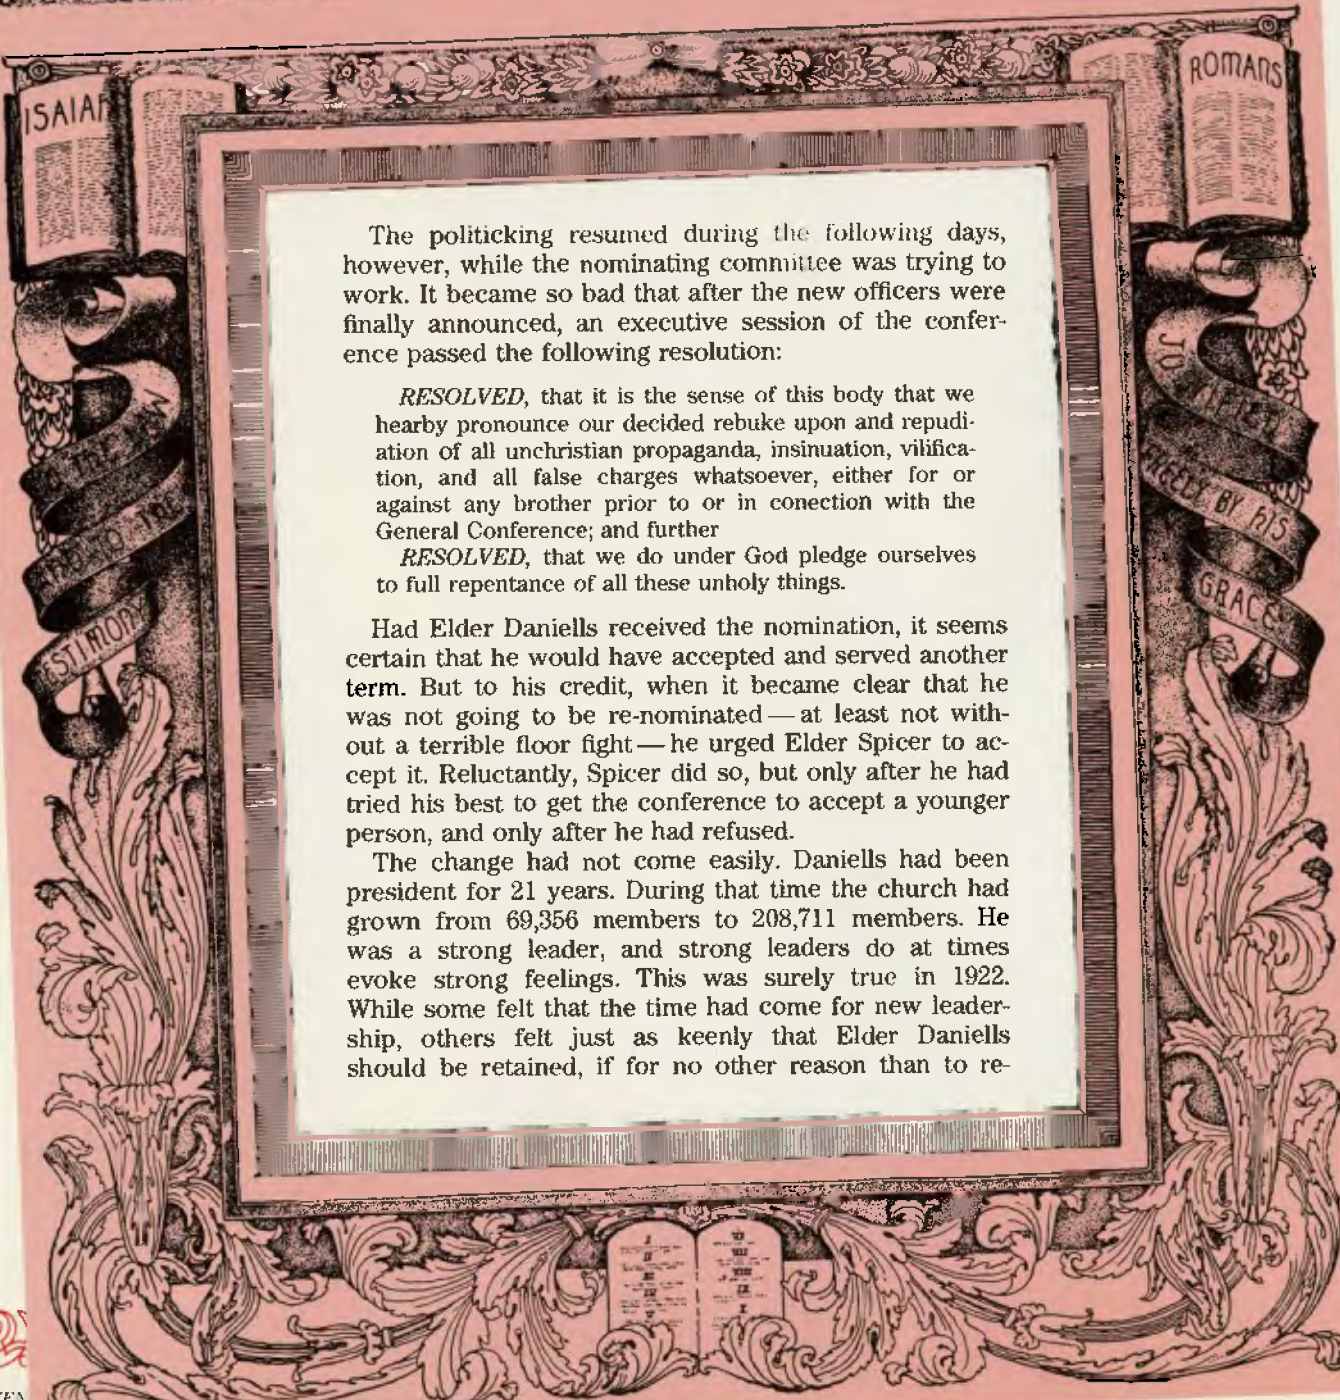 ISAIAH
ROMANS
The politicking resumed during the following days,
however, while the nominating committee was trying to
work. It became so bad that after the new officers were
finally announced, an executive session of the confer-
ence passed the following resolution:
RESOLVED, that it is the sense of this body that we
hearby pronounce our decided rebuke upon and repudi-
ation of all unchristian propaganda, insinuation, vilifica-
tion, and all false charges whatsoever, either for or
against any brother prior to or in conection with the
General Conference; and further
RESOLVED, that we do under God pledge ourselves
to full repentance of all these unholy things.
Had Elder Daniells received the nomination, it seems
certain that he would have accepted and served another
term. But to his credit, when it became clear that he
was not going to be re-nominated — at least not with-
out a terrible floor fight — he urged Elder Spicer to ac-
cept it. Reluctantly, Spicer did so, but only after he had
tried his best to get the conference to accept a younger
person, and only after he had refused.
The change had not come easily. Daniells had been
president for 21 years. During that time the church had
grown from 69,356 members to 208,711 members. He
was a strong leader, and strong leaders do at times
evoke strong feelings. This was surely true in 1922.
While some felt that the time had come for new leader-
ship, others felt just as keenly that Elder Daniells
should be retained, if for no other reason than to re-
TO THE
AND TO THE
TESTIMONY
FREELY BY HIS
GRACE
I
II
III
IV
V
VI
VII
VIII